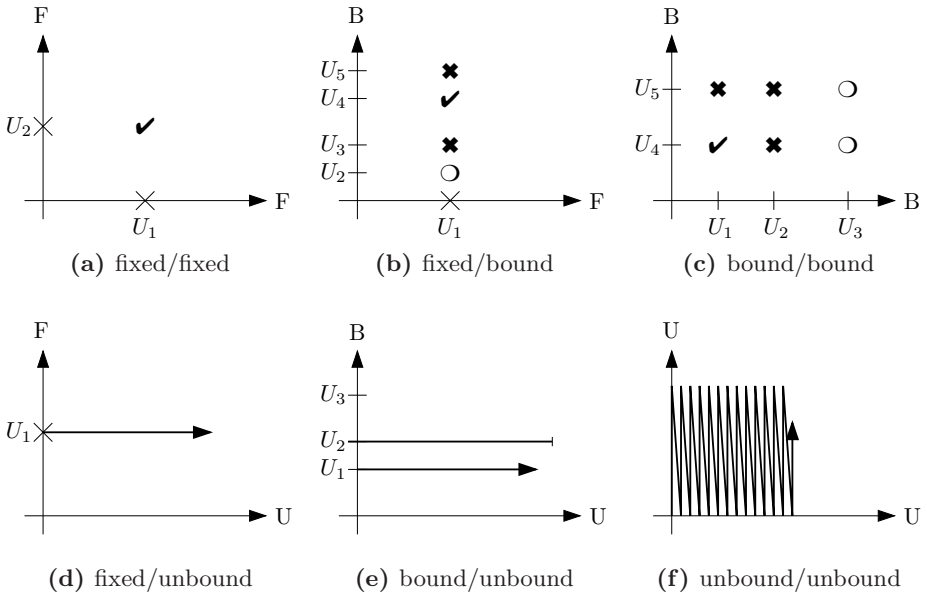 F
U₂
U₁
F
(a) fixed/fixed
B
U₅
U₄
U₃
U₂
U₁
F
(b) fixed/bound
B
U₅
U₄
U₁ U₂ U₃
B
(c) bound/bound
F
U₁
U
(d) fixed/unbound
B
U₃
U₂
U₁
U
(e) bound/unbound
U
U
(f) unbound/unbound